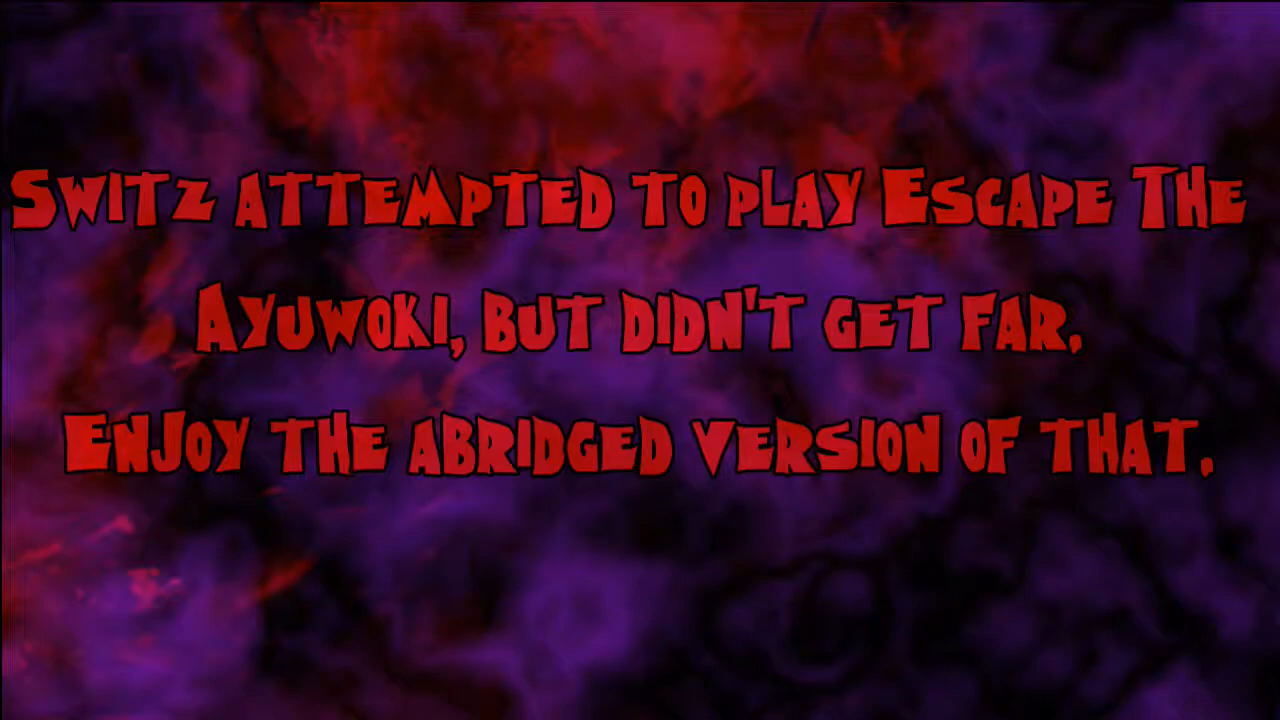 Switz attempted to play Escape The
Ayuwoki, but didn't get far.
Enjoy the abridged version of that.